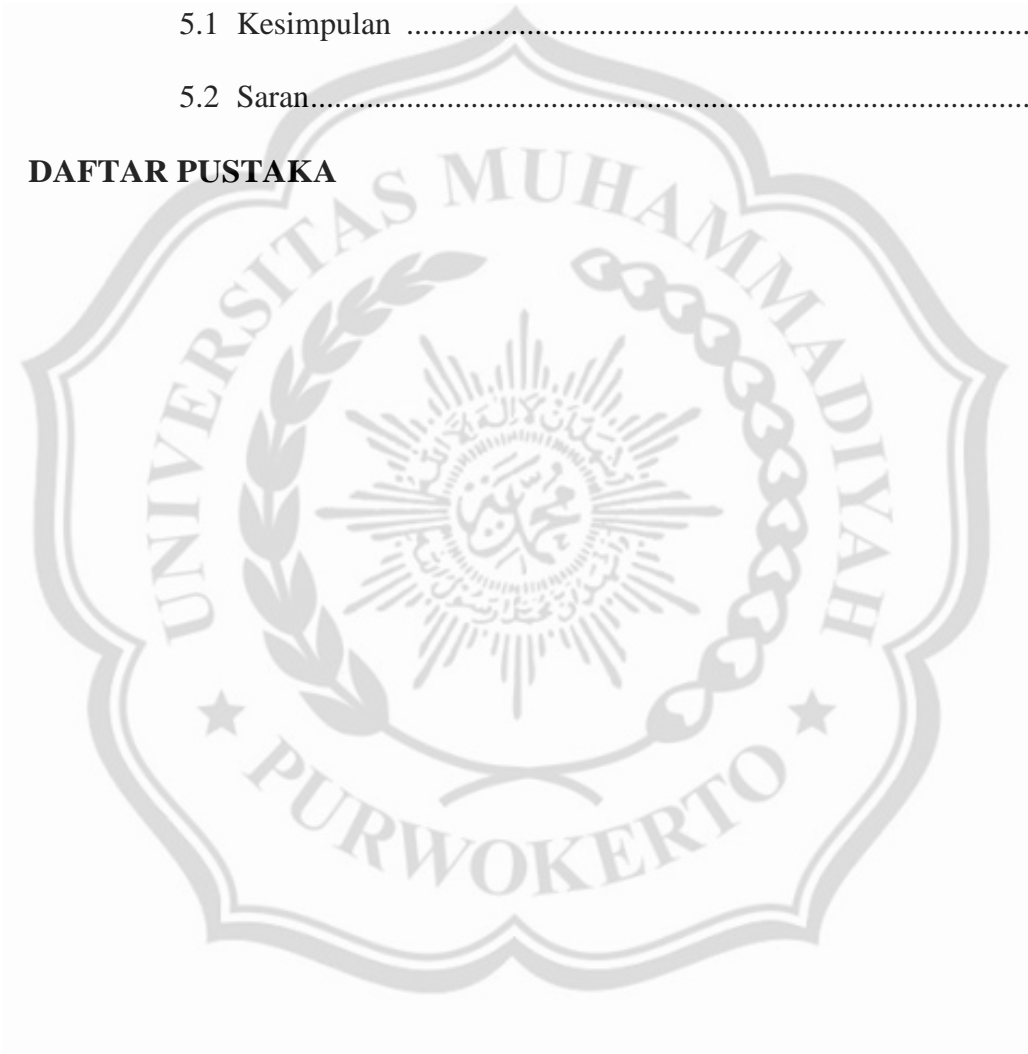 5.1 Kesimpulan ................................................................................
5.2 Saran............................................................................................
DAFTAR PUSTAKA
UNIVERSITAS MUHAMMADIYAH
PURWOKERTO